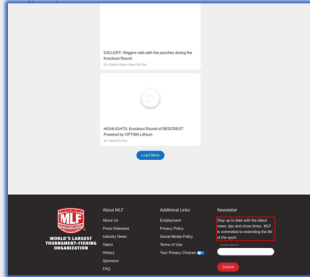 GALLERY: Wiggins rolls with the punches during the
Knockout Round
HIGHLIGHTS: Knockout Round of REDCREST
Powered by OPTIMA Lithium
Load More
MLF
WORLD'S LARGEST
TOURNAMENT-FISHING
ORGANIZATION
About MLF
About Us
Press Releases
Industry News
Talent
History
Sponsors
FAQ
Additional Links
Employment
Privacy Policy
Social Media Policy
Terms of Use
Your Privacy Choices
Newsletter
Stay up to date with the latest
news, tips and show times. MLF
is committed to extending the life
of the sport.
Submit